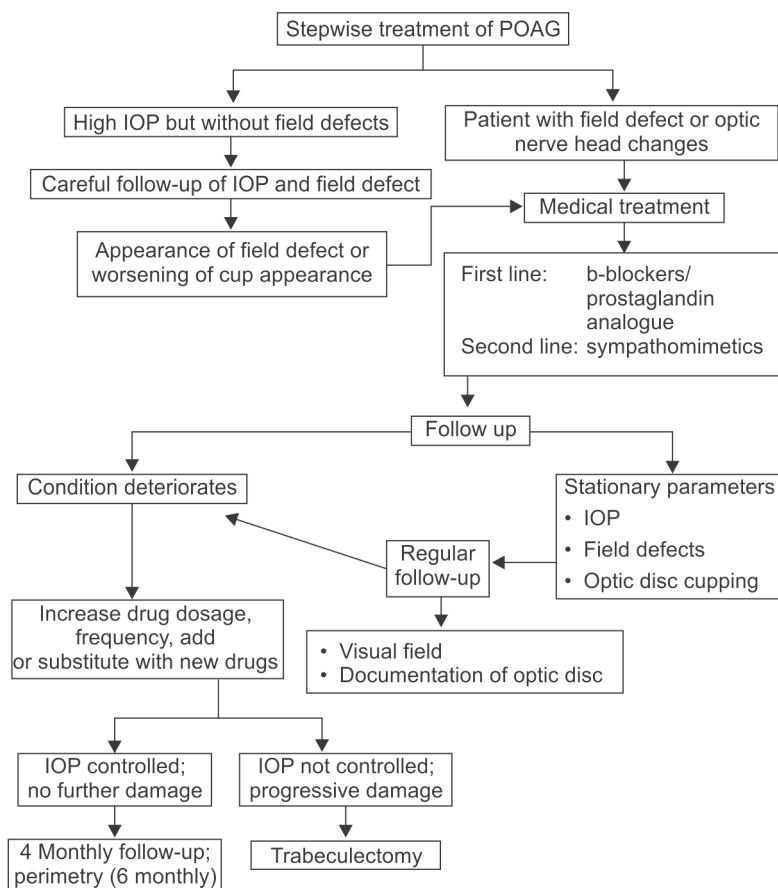 Stepwise treatment of POAG
High IOP but without field defects
Patient with field defect or optic
nerve head changes
Careful follow-up of IOP and field defect
Medical treatment
Appearance of field defect or
worsening of cup appearance
First line: b-blockers/
prostaglandin
analogue
Second line: sympathomimetics
Follow up
Condition deteriorates
Stationary parameters
• IOP
• Field defects
• Optic disc cupping
Regular
follow-up
Increase drug dosage,
frequency, add
or substitute with new drugs
• Visual field
• Documentation of optic disc
IOP controlled;
no further damage
IOP not controlled;
progressive damage
4 Monthly follow-up;
perimetry (6 monthly)
Trabeculectomy